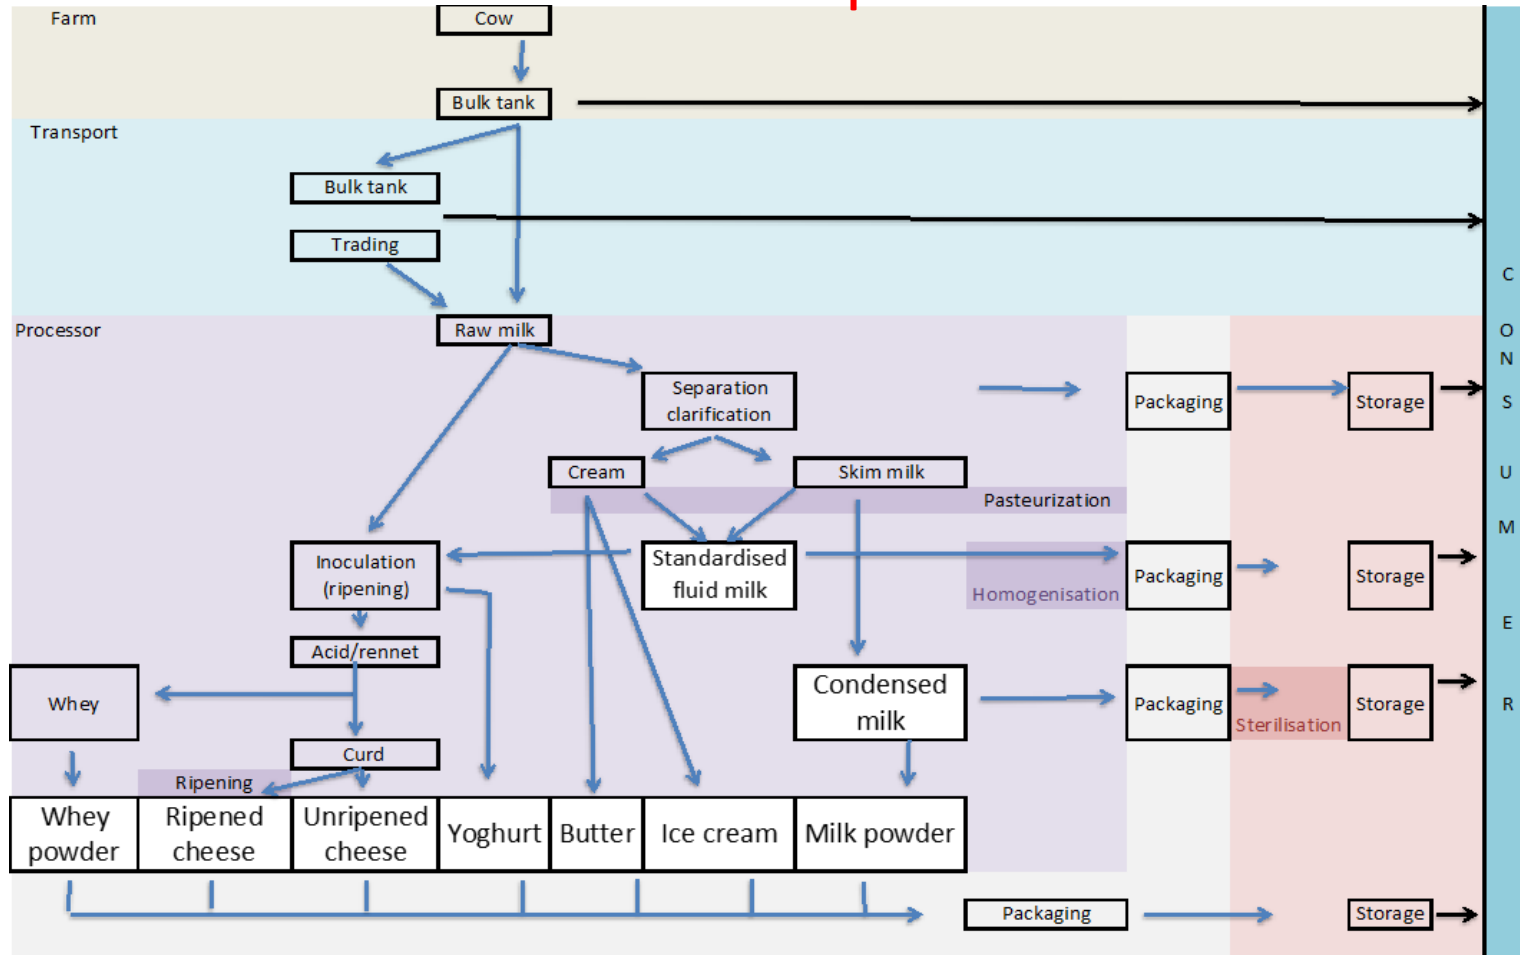 Farm
Cow
Bulk tank
Transport
Bulk tank
Trading
C
O
N
S
U
M
E
R
Processor
Raw milk
Separation
clarification
Packaging
Storage
Cream
Skim milk
Pasteurization
Inoculation
(ripening)
Standardised
fluid milk
Homogenisation
Packaging
Storage
Acid/rennet
Whey
Condensed
milk
Packaging
Sterilisation
Storage
Curd
Ripening
Whey
powder
Ripened
cheese
Unripened
cheese
Yoghurt
Butter
Ice cream
Milk powder
Packaging
Storage